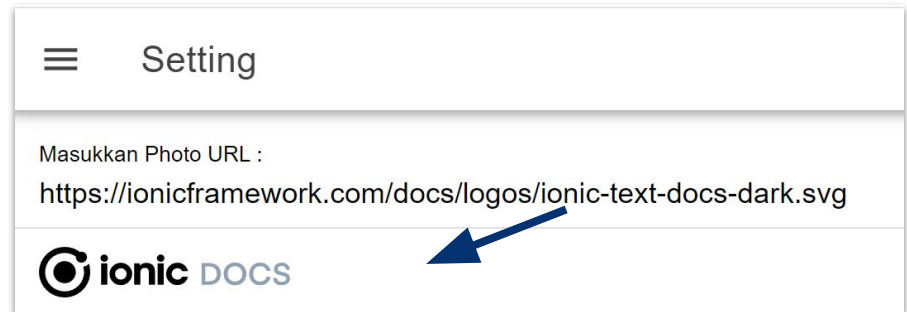 Setting
Masukkan Photo URL :
https://ionicframework.com/docs/logos/ionic-text-docs-dark.svg
ionic DOCS